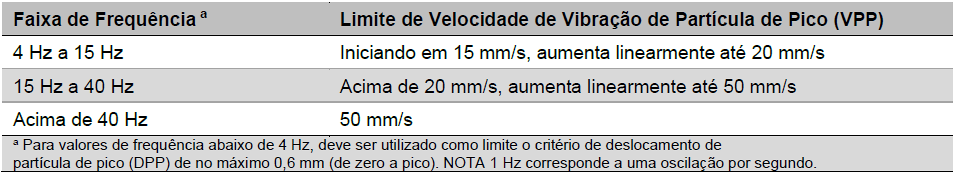 Faixa de Frequência ª Limite de Velocidade de Vibração de Partícula de Pico (VPP)
4 Hz a 15 Hz Iniciando em 15 mm/s, aumenta linearmente até 20 mm/s
15 Hz a 40 Hz Acima de 20 mm/s, aumenta linearmente até 50 mm/s
Acima de 40 Hz 50 mm/s
ª Para valores de frequência abaixo de 4 Hz, deve ser utilizado como limite o critério de deslocamento de
partícula de pico (DPP) de no máximo 0,6 mm (de zero a pico). NOTA 1 Hz corresponde a uma oscilação por segundo.